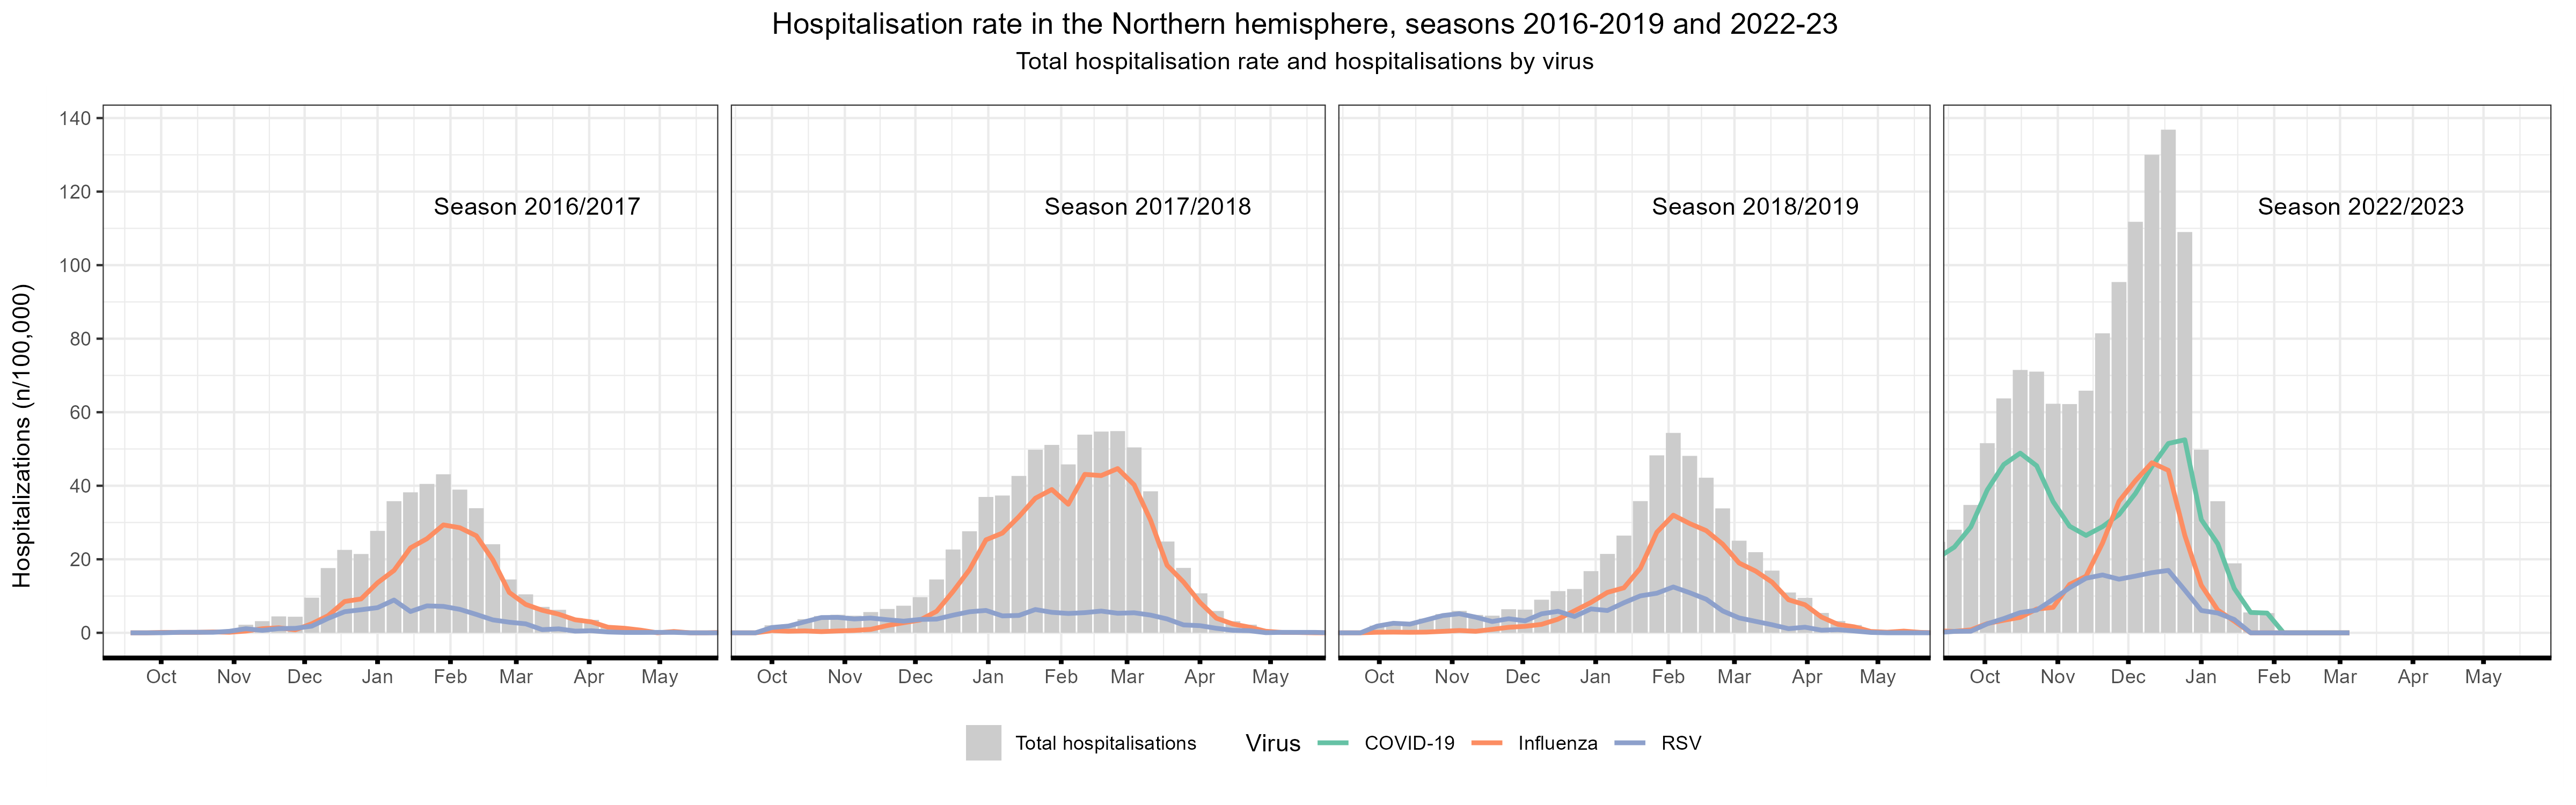 Hospitalisation rate in the Northern hemisphere, seasons 2016-2019 and 2022-23
Total hospitalisation rate and hospitalisations by virus
Hospitalizations (n/100,000)
140
120
100
80
60
40
20
0
Season 2016/2017
Season 2017/2018
Season 2018/2019
Season 2022/2023
Oct Nov Dec Jan Feb Mar Apr May
Oct Nov Dec Jan Feb Mar Apr May
Oct Nov Dec Jan Feb Mar Apr May
Oct Nov Dec Jan Feb Mar Apr May
Total hospitalisations Virus COVID-19 Influenza RSV